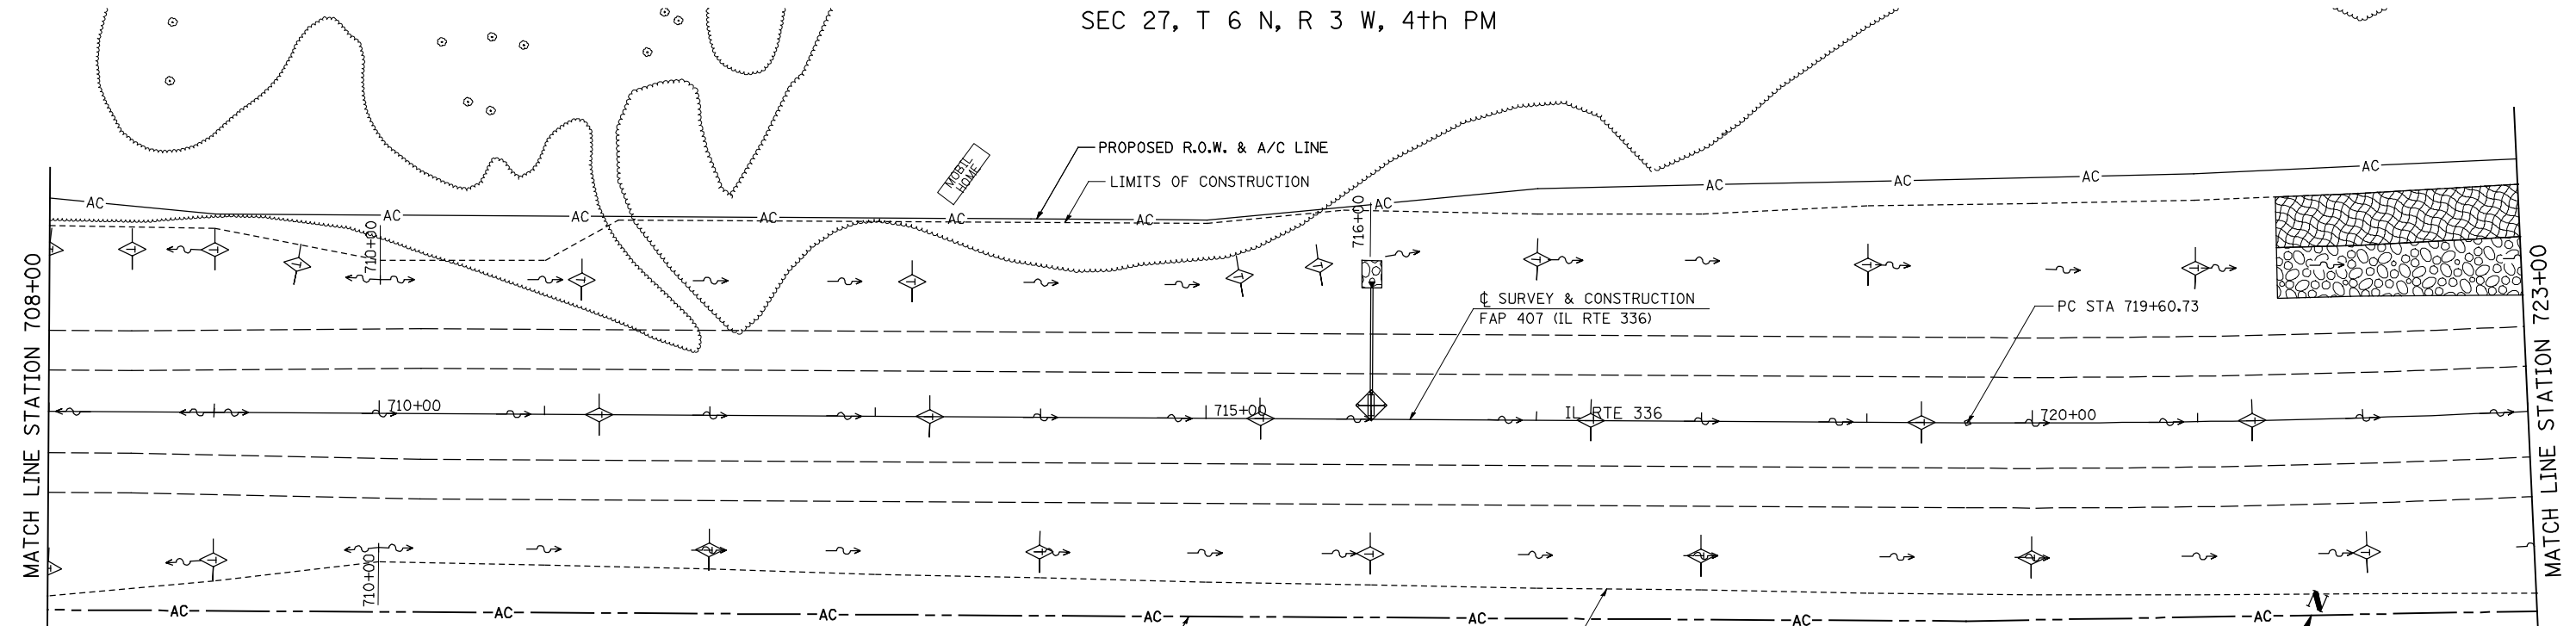 SEC 27, T 6 N, R 3 W, 4th PM
PROPOSED R.O.W. & A/C LINE
MOBIL
HOME
LIMITS OF CONSTRUCTION
AC
AC
AC
AC
AC
AC
AC
AC
AC
AC
AC
710+00
716+00
MATCH LINE STATION 708+00
MATCH LINE STATION 723+00
℄ SURVEY & CONSTRUCTION
FAP 407 (IL RTE 336)
PC STA 719+60.73
710+00
715+00
IL RTE 336
720+00
710+00
AC
AC
AC
AC
AC
AC
AC
N